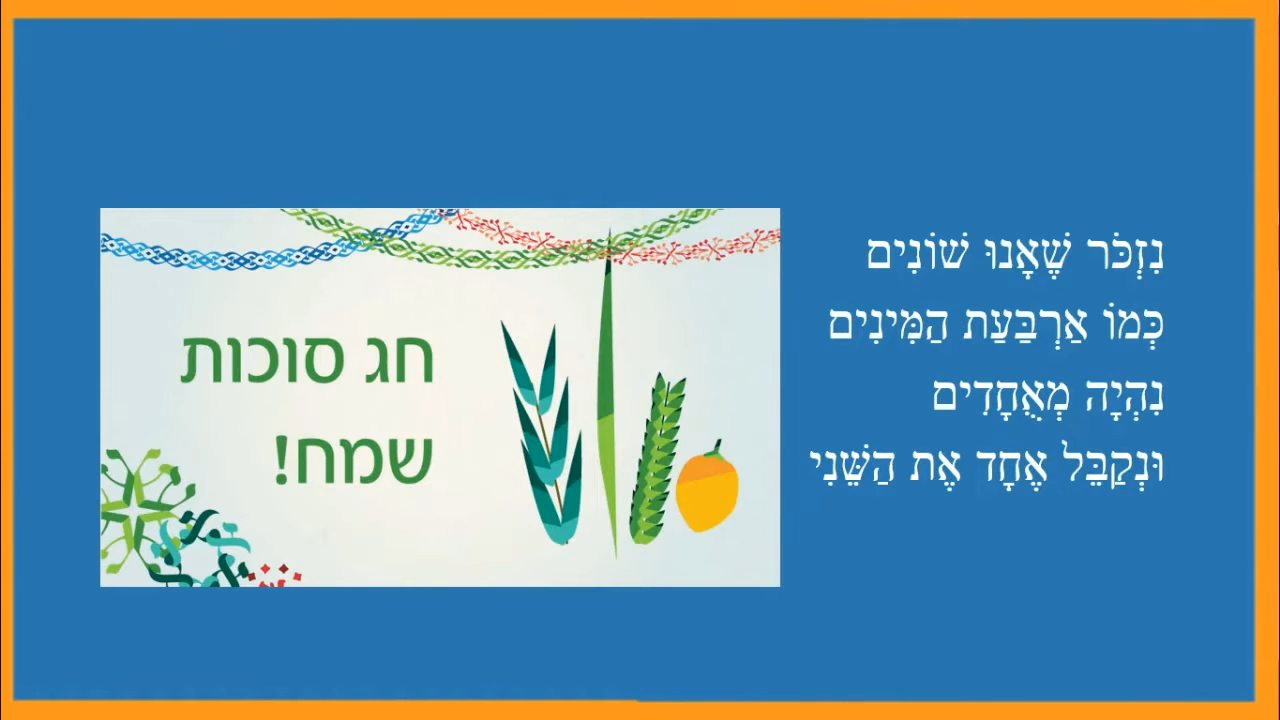 נִזְכֹּר שֶׁאָנוּ שׁוֹנִים
כְּמוֹ אַרְבַּעַת הַמִּינִים
נִהְיָה מְאֻחָדִים
וּנְקַבֵּל אֶחָד אֶת הַשֵּׁנִי
חג סוכות
שמח!